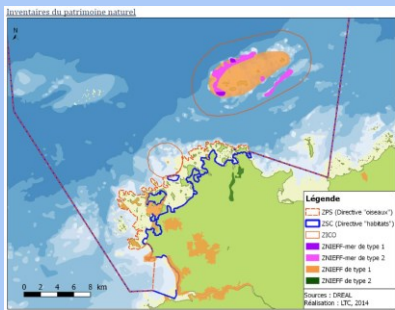 Inventaires du patrimoine naturel
N
Légende
ZPS (Directive "oiseaux")
ZSC (Directive "habitats")
ZICO
ZNIEFF-mer de type 1
ZNIEFF-mer de type 2
ZNIEFF de type 1
ZNIEFF de type 2
0 2 4 6 8 km
Sources : DREAL
Réalisation : LTC, 2014